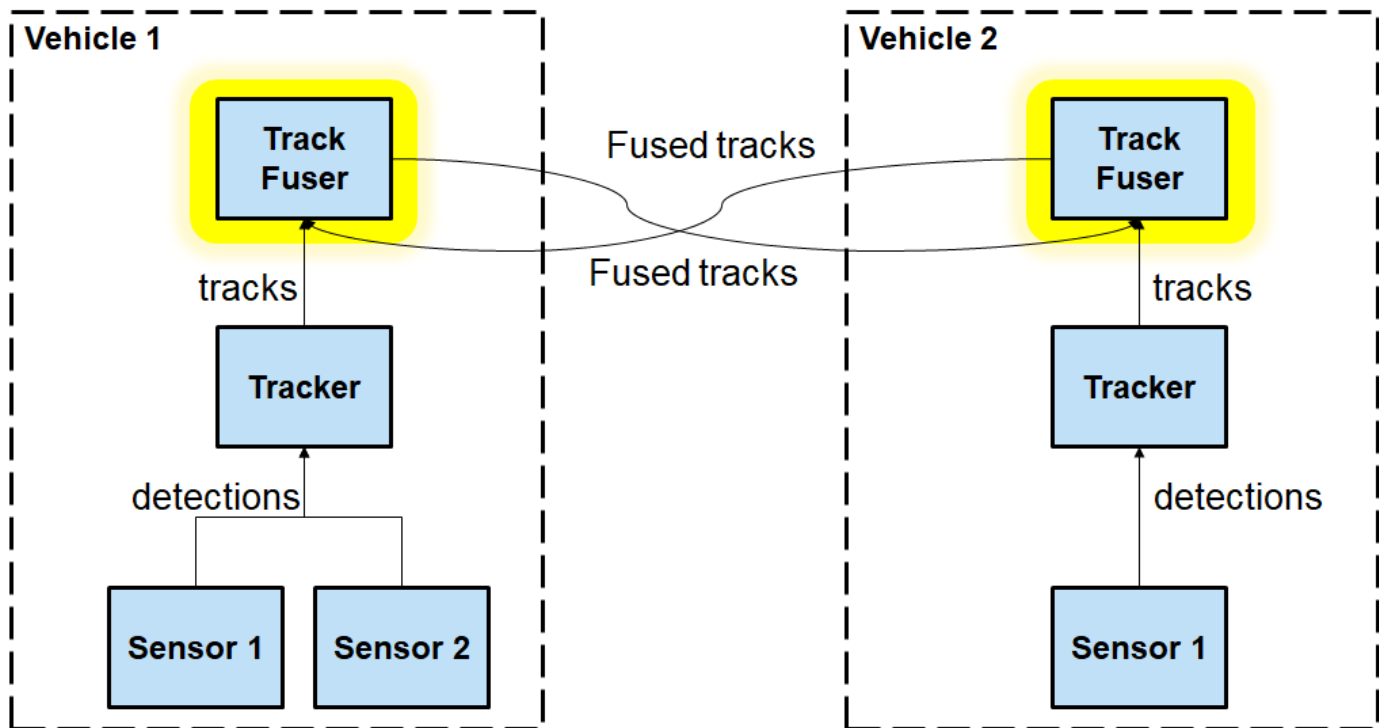 Vehicle 1
Vehicle 2
Track
Fuser
Fused tracks
Track
Fuser
Fused tracks
tracks
tracks
Tracker
Tracker
detections
detections
Sensor 1
Sensor 2
Sensor 1